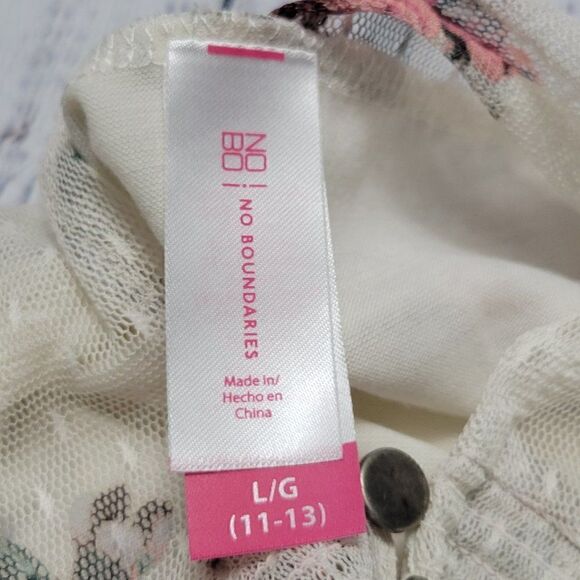 NO
BO
NO BOUNDARIES
Made in/
Hecho en
China
L/G
(11-13)